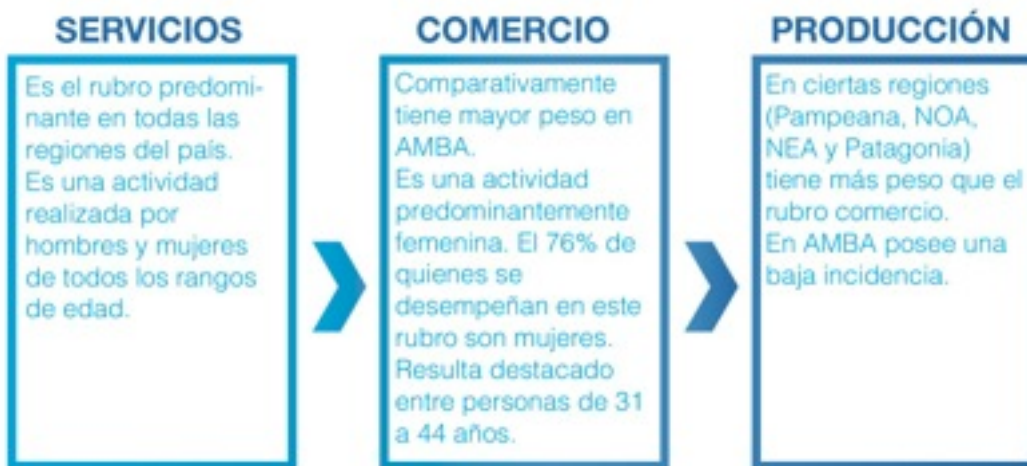 SERVICIOS
Es el rubro predomi-
nante en todas las
regiones del país.
Es una actividad
realizada por
hombres y mujeres
de todos los rangos
de edad.
COMERCIO
Comparativamente
tiene mayor peso en
AMBA.
Es una actividad
predominantemente
femenina. El 76% de
quienes se
desempeñan en este
rubro son mujeres.
Resulta destacado
entre personas de 31
a 44 años.
PRODUCCIÓN
En ciertas regiones
(Pampeana, NOA,
NEA y Patagonia)
tiene más peso que el
rubro comercio.
En AMBA posee una
baja incidencia.